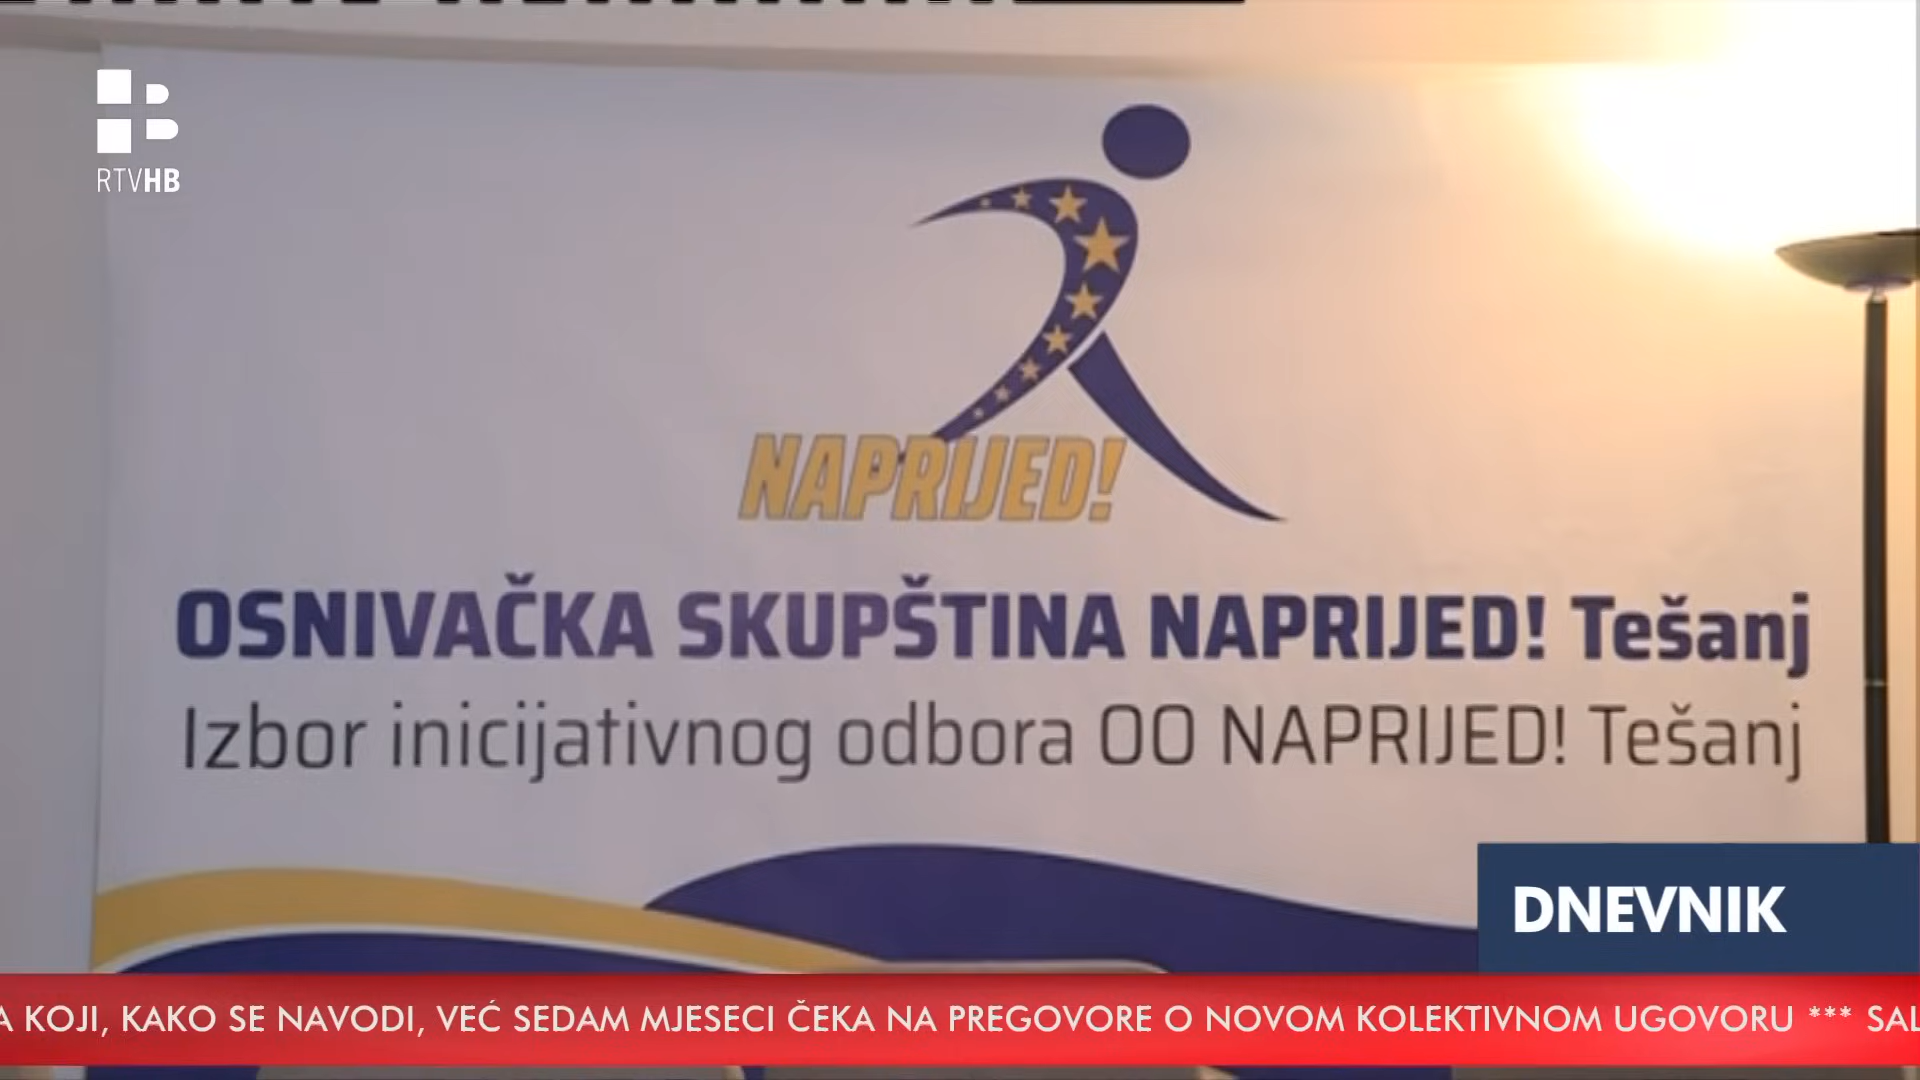 RTVHB
NAPRIJED!
OSNIVAČKA SKUPŠTINA NAPRIJED! Tešanj
Izbor inicijativnog odbora OO NAPRIJED! Tešanj
DNEVNIK
A KOJI, KAKO SE NAVODI, VEĆ SEDAM MJESECI ČEKA NA PREGOVORE O NOVOM KOLEKTIVNOM UGOVORU *** SAL